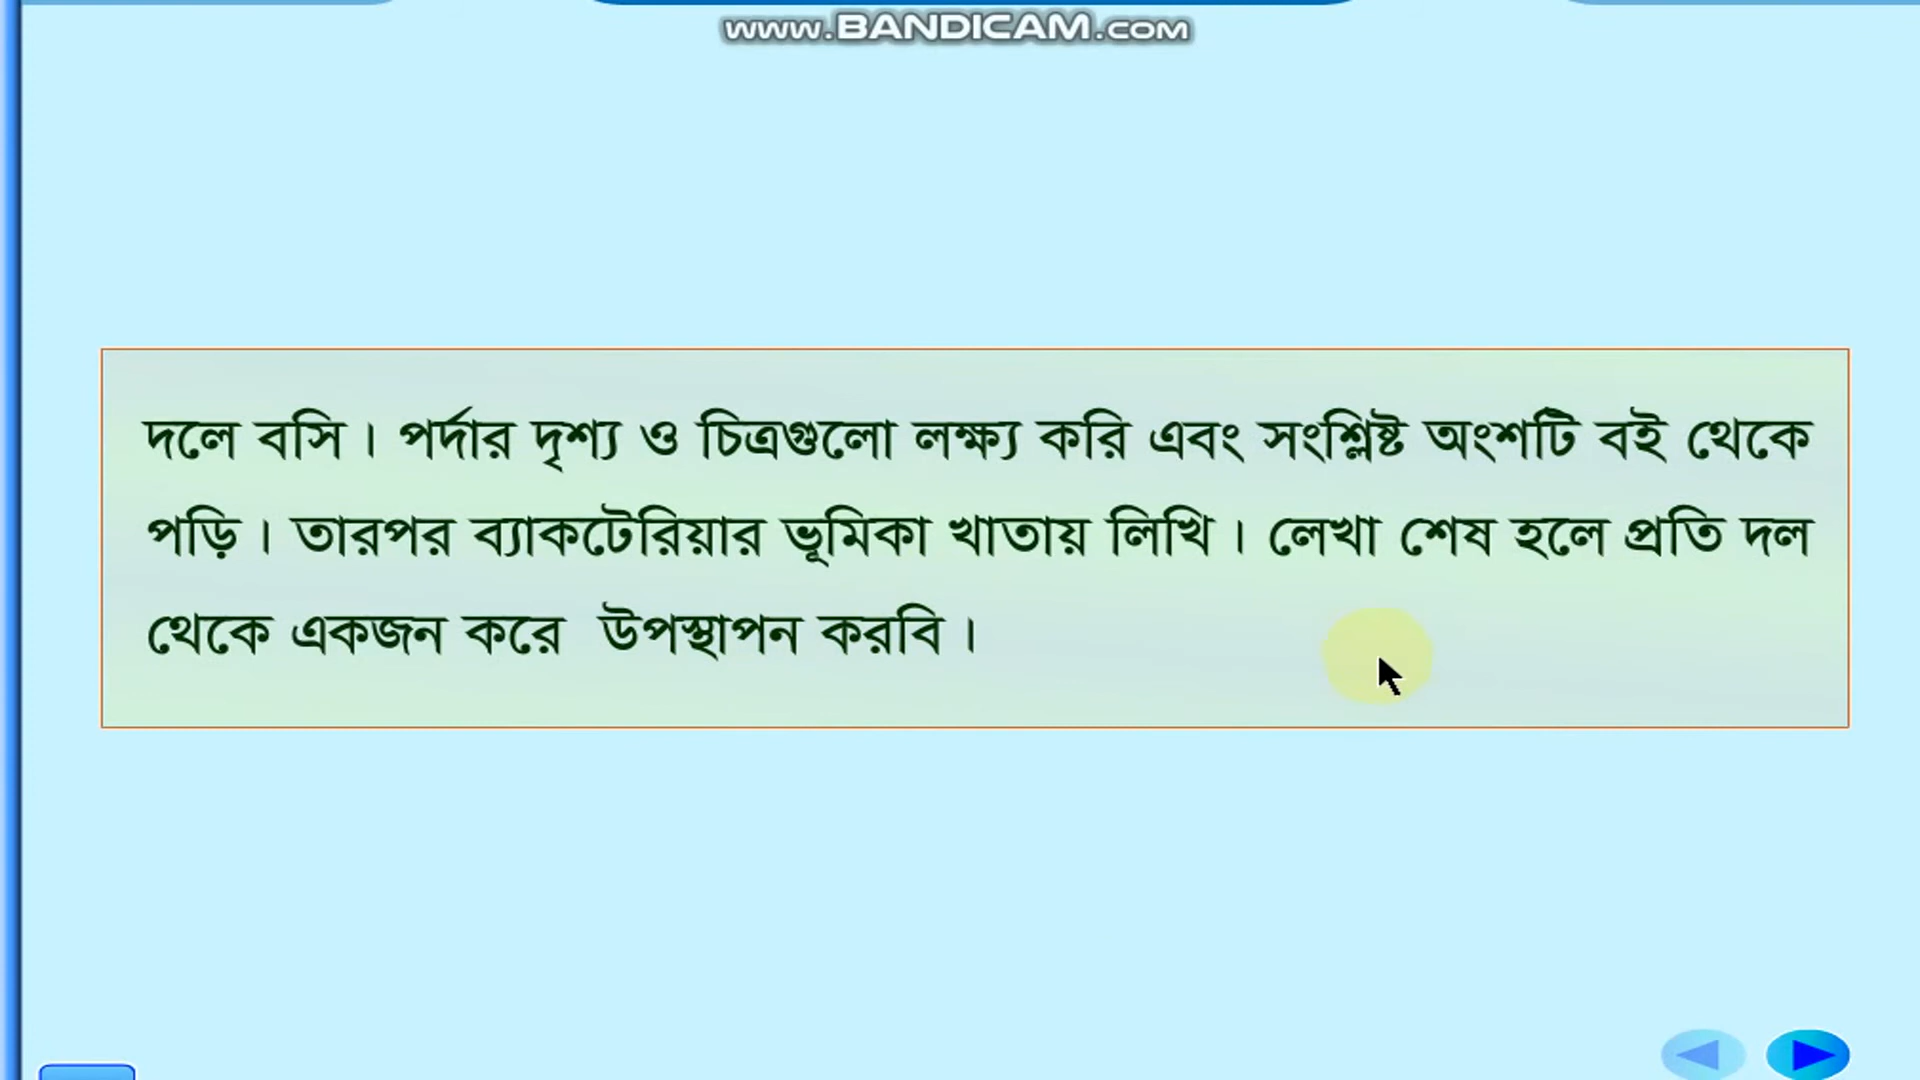 www.BANDICAM.com
দলে বসি । পর্দার দৃশ্য ও চিত্রগুলো লক্ষ্য করি এবং সংশ্লিষ্ট অংশটি বই থেকে
পড়ি । তারপর ব্যাকটেরিয়ার ভূমিকা খাতায় লিখি । লেখা শেষ হলে প্রতি দল
থেকে একজন করে উপস্থাপন করবি ।